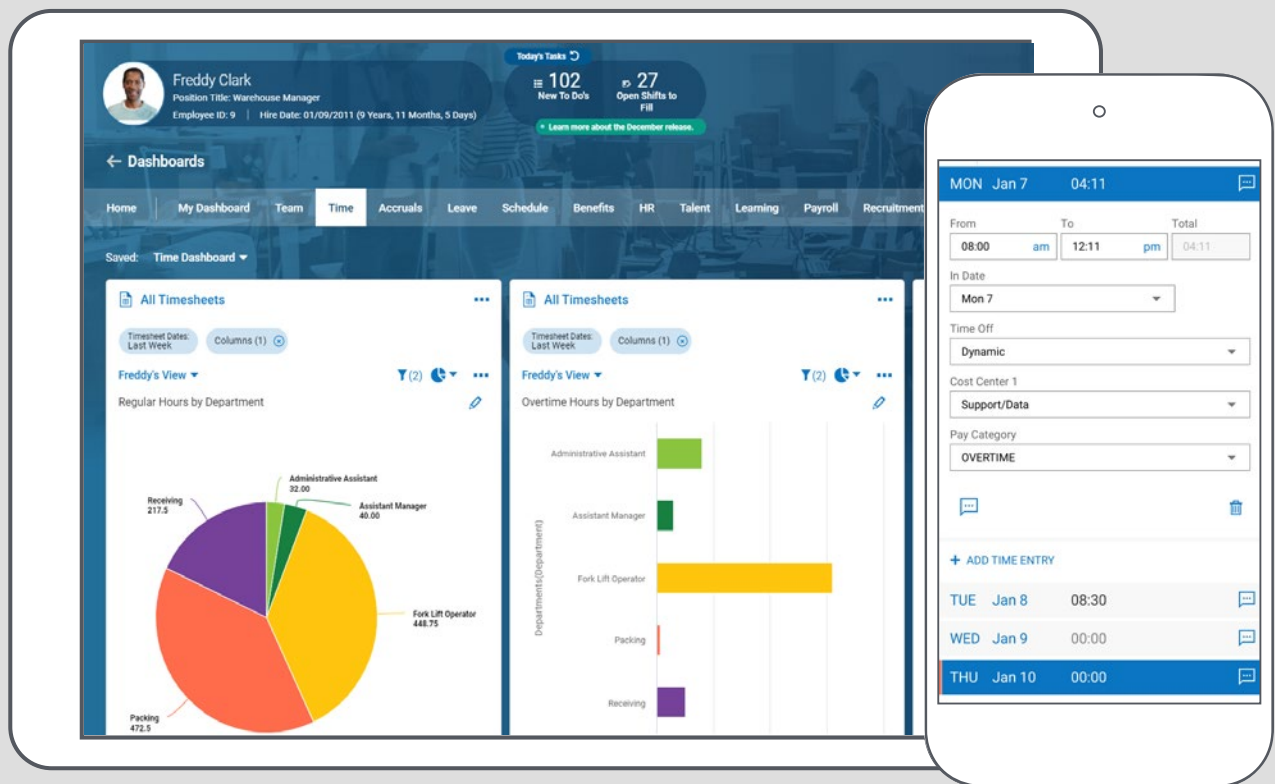 Today's Tasks
Freddy Clark
Position Title: Warehouse Manager
Employee ID: 9 | Hire Date: 01/09/2011 (9 Years, 11 Months, 5 Days)
102
New To Do's
27
Open Shifts to
Fill
Learn more about the December release.
Dashboards
Home My Dashboard Team Time Accruals Leave Schedule Benefits HR Talent Learning Payroll Recruitment
Saved: Time Dashboard
All Timesheets
Timesheet Dates:
Last Week
Columns (1)
Freddy's View
(2)
Regular Hours by Department
Administrative Assistant
32.00
Assistant Manager
40.00
Receiving
217.5
Fork Lift Operator
448.75
Packing
472.5
All Timesheets
Timesheet Dates:
Last Week
Columns (1)
Freddy's View
(2)
Overtime Hours by Department
Departments(Department)
Administrative Assistant
Assistant Manager
Fork Lift Operator
Packing
Receiving
MON Jan 7 04:11
From To Total
08:00 am 12:11 pm 04:11
In Date
Mon 7
Time Off
Dynamic
Cost Center 1
Support/Data
Pay Category
OVERTIME
+ ADD TIME ENTRY
TUE Jan 8 08:30
WED Jan 9 00:00
THU Jan 10 00:00